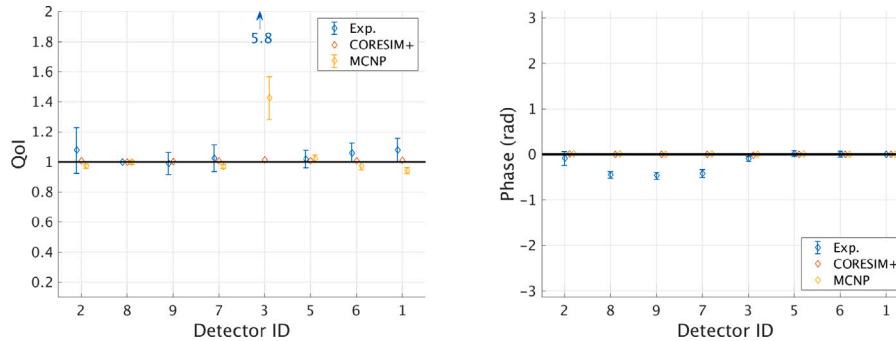 2
1.8
1.6
1.4
1.2
1
0.8
0.6
0.4
0.2
QoI
5.8
Exp.
CORESIM+
MCNP
2 8 9 7 3 5 6 1
Detector ID
3
2
1
0
-1
-2
-3
Phase (rad)
Exp.
CORESIM+
MCNP
2 8 9 7 3 5 6 1
Detector ID